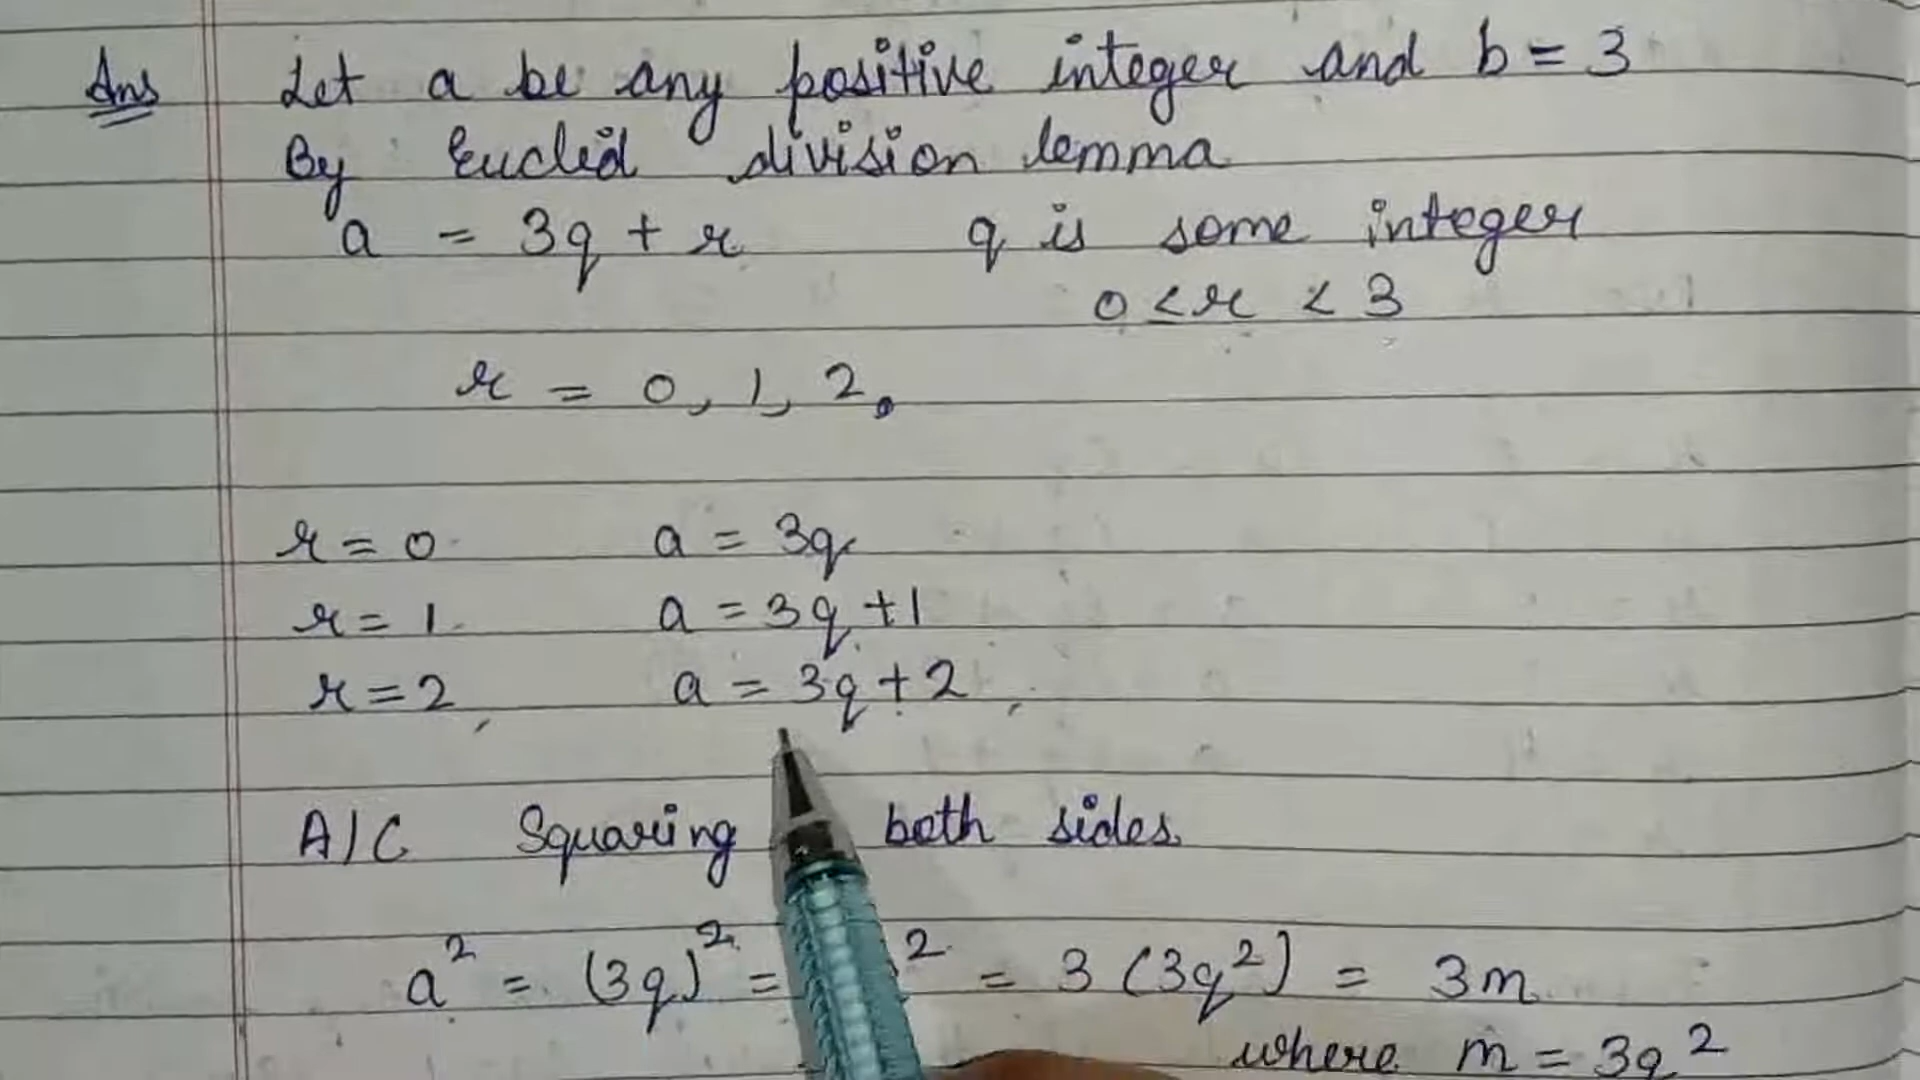 Ans Let a be any positive integer and b = 3
By Euclid division lemma
a = 3q + r q is some integer
0 < r < 3
r = 0, 1, 2.
r = 0 a = 3q
r = 1 a = 3q + 1
r = 2, a = 3q + 2,
A/C Squaring both sides.
a² = (3q)² = ² = 3 (3q²) = 3m
where m = 3q²